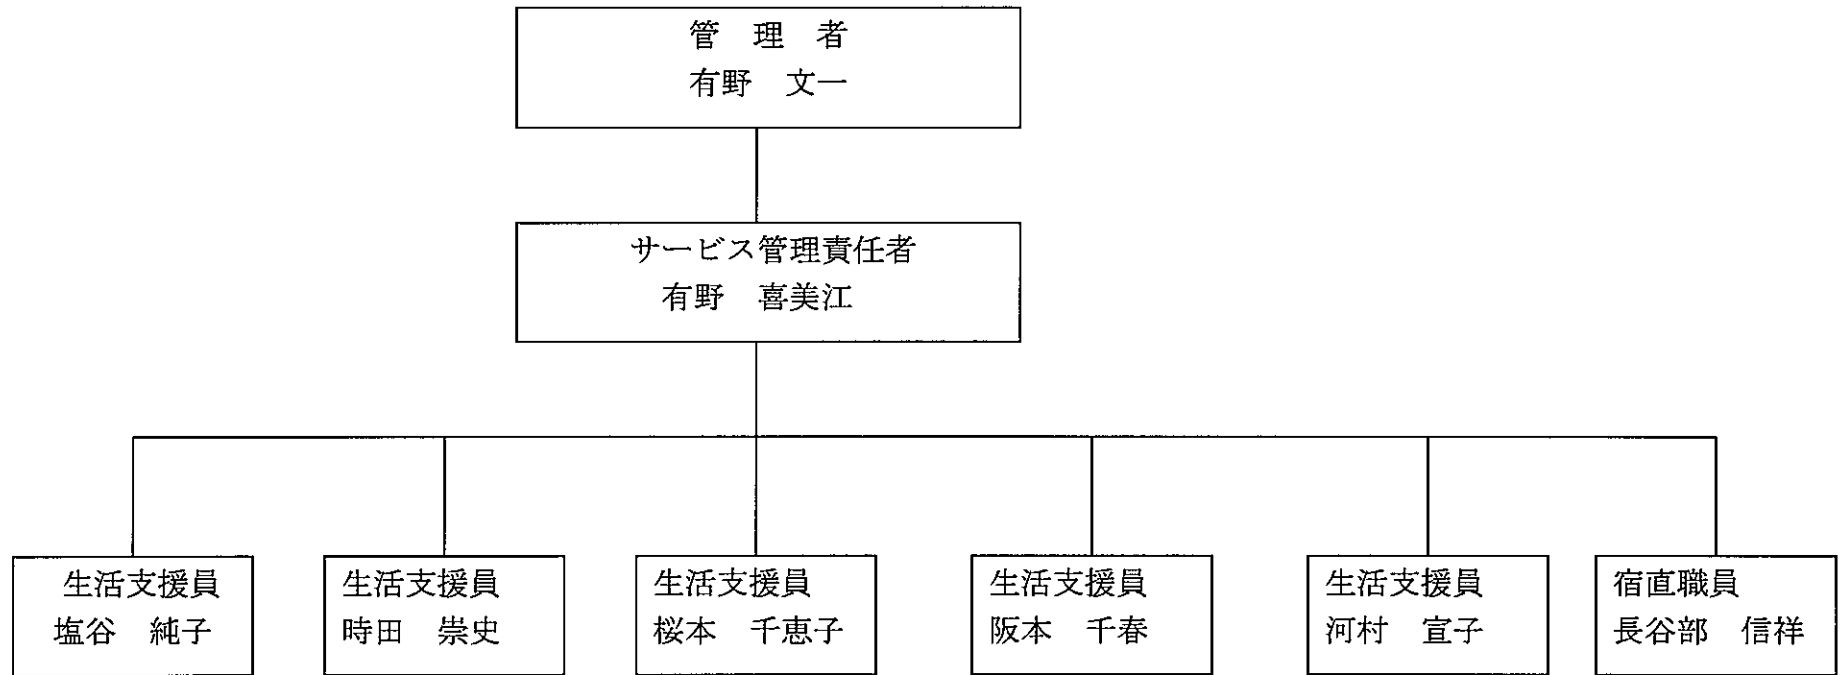 管　理　者
有野　文一
サービス管理責任者
有野　喜美江
生活支援員
塩谷　純子
生活支援員
時田　崇史
生活支援員
桜本　千恵子
生活支援員
阪本　千春
生活支援員
河村　宣子
宿直職員
長谷部　信祥